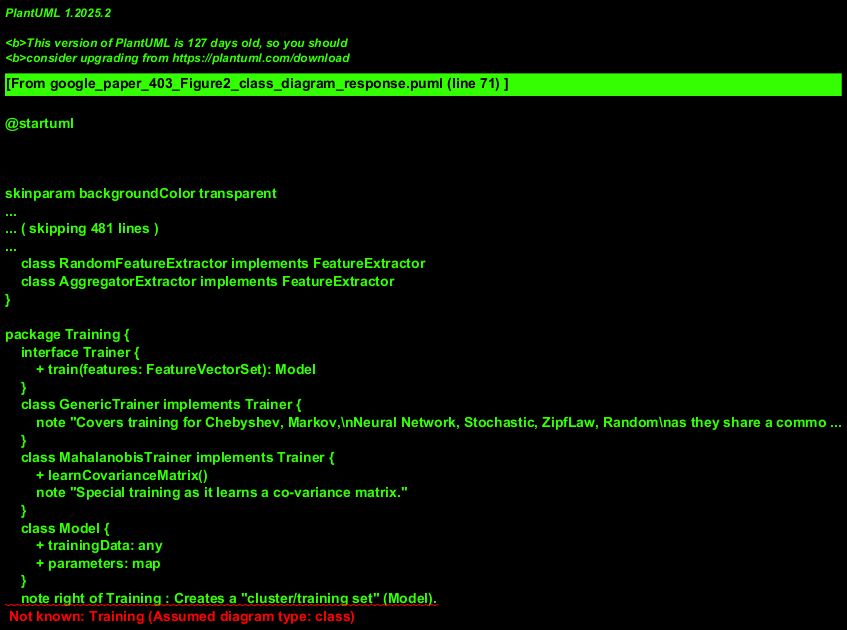 PlantUML 1.2025.2
<b>This version of PlantUML is 127 days old, so you should
<b>consider upgrading from https://plantuml.com/download
[From google_paper_403_Figure2_class_diagram_response.puml (line 71) ]
@startuml
skinparam backgroundColor transparent
...
... ( skipping 481 lines )
...
class RandomFeatureExtractor implements FeatureExtractor
class AggregatorExtractor implements FeatureExtractor
}
package Training {
interface Trainer {
+ train(features: FeatureVectorSet): Model
}
class GenericTrainer implements Trainer {
note "Covers training for Chebyshev, Markov,\nNeural Network, Stochastic, ZipfLaw, Random\nas they share a commo ...
}
class MahalanobisTrainer implements Trainer {
+ learnCovarianceMatrix()
note "Special training as it learns a co-variance matrix."
}
class Model {
+ trainingData: any
+ parameters: map
}
note right of Training : Creates a "cluster/training set" (Model).
Not known: Training (Assumed diagram type: class)